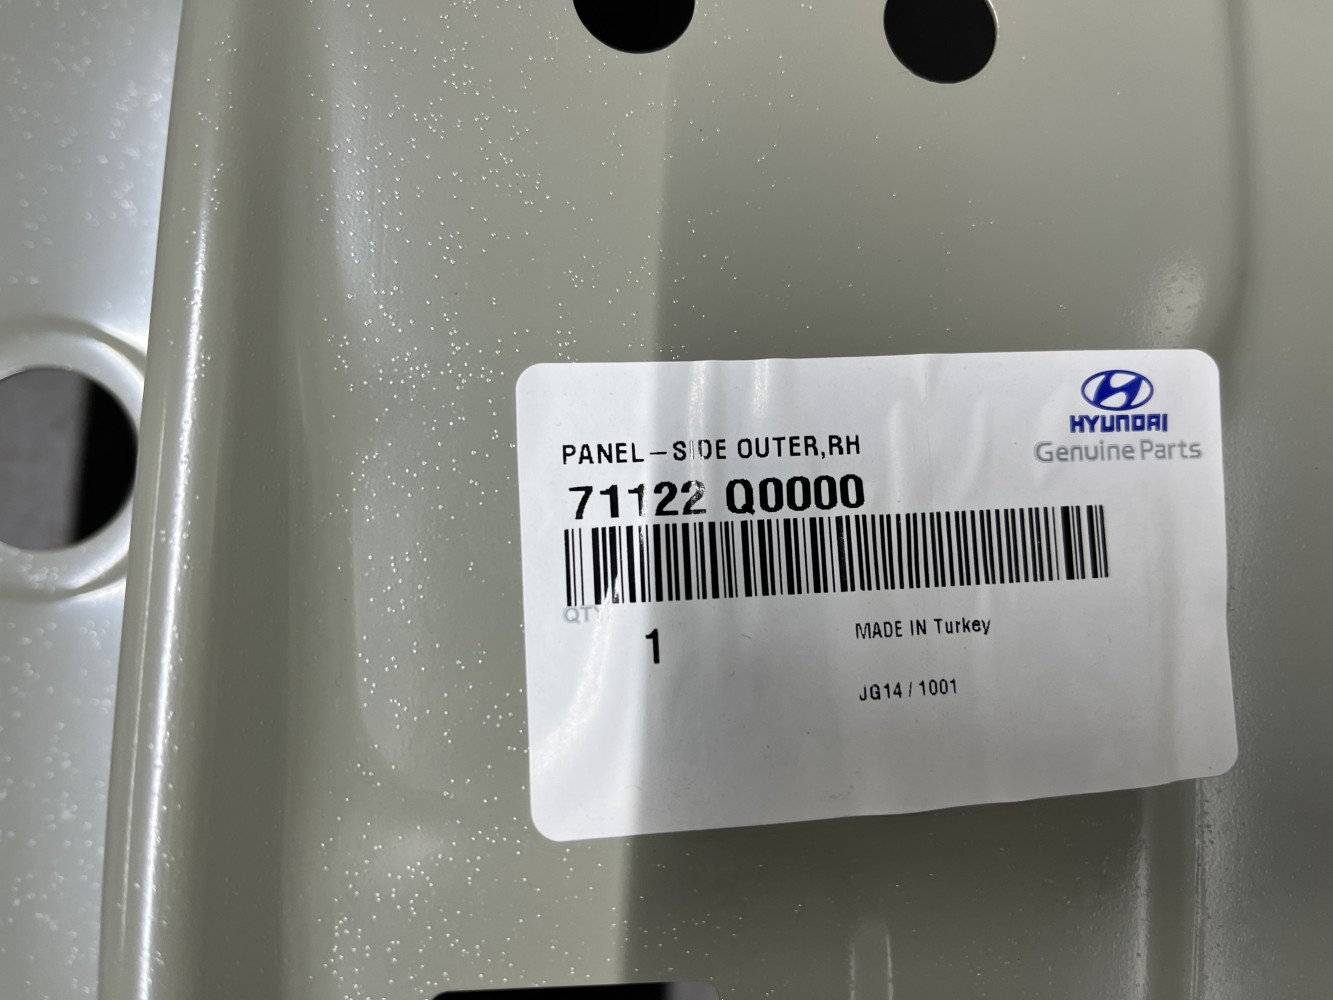 HYUNDAI
Genuine Parts
PANEL-SIDE OUTER,RH
71122 Q0000
QTY
1
MADE IN Turkey
JG14 / 1001